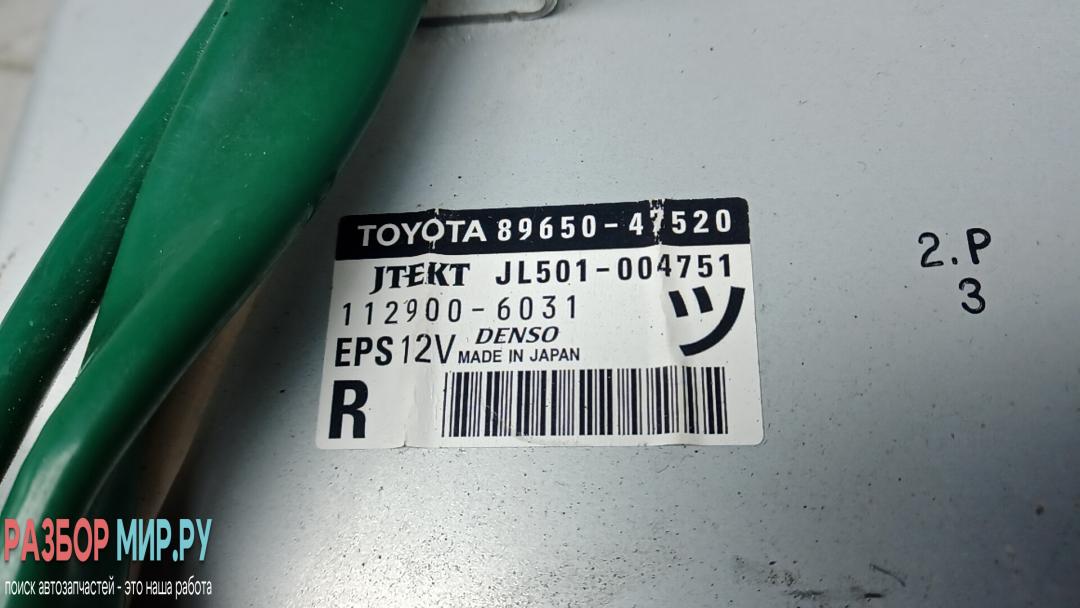 TOYOTA 89650-47520
JTEKT JL501-004751
112900-6031
ツ
DENSO
EPS 12V MADE IN JAPAN
R
2.P
3
РАЗБОР МИР.РУ
поиск автозапчастей - это наша работа